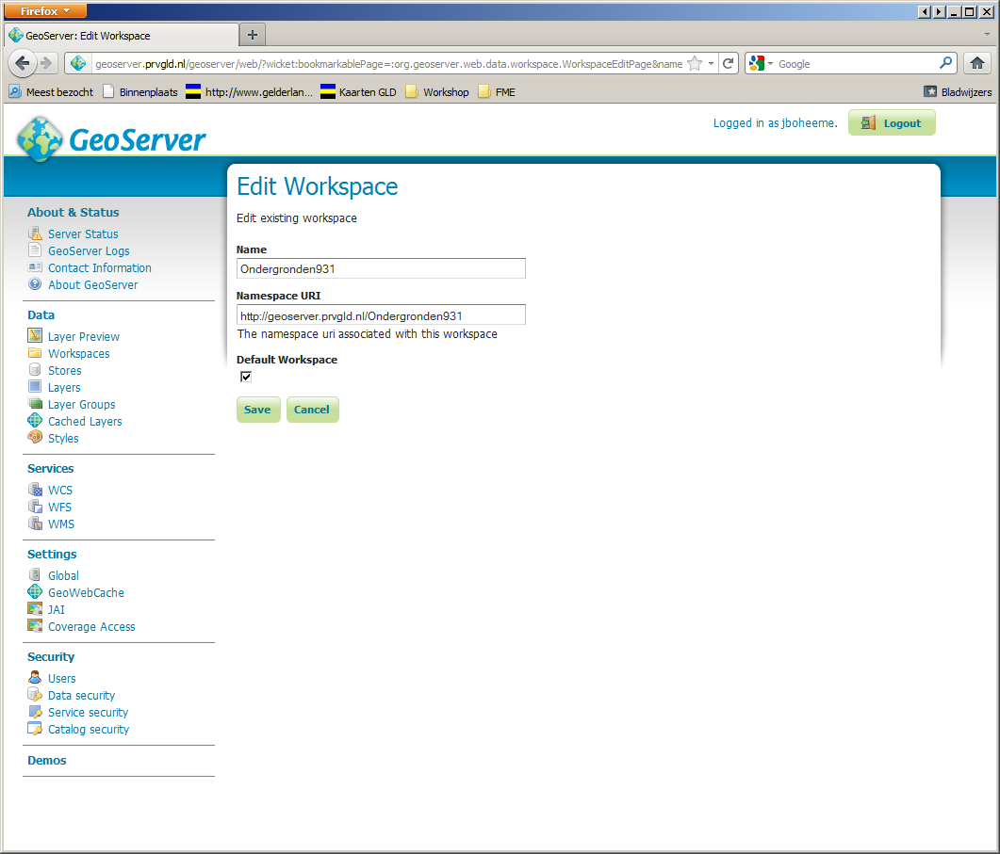 Firefox
GeoServer: Edit Workspace
geoserver.prvgld.nl/geoserver/web/?wicket:bookmarkablePage=:org.geoserver.web.data.workspace.WorkspaceEditPage&name
Google
Meest bezocht
Binnenplaats
http://www.gelderlan...
Kaarten GLD
Workshop
FME
Bladwijzers
GeoServer
Logged in as jboheeme.
Logout
About & Status
Server Status
GeoServer Logs
Contact Information
About GeoServer
Data
Layer Preview
Workspaces
Stores
Layers
Layer Groups
Cached Layers
Styles
Services
WCS
WFS
WMS
Settings
Global
GeoWebCache
JAI
Coverage Access
Security
Users
Data security
Service security
Catalog security
Demos
Edit Workspace
Edit existing workspace
Name
Ondergronden931
Namespace URI
http://geoserver.prvgld.nl/Ondergronden931
The namespace uri associated with this workspace
Default Workspace
Save
Cancel